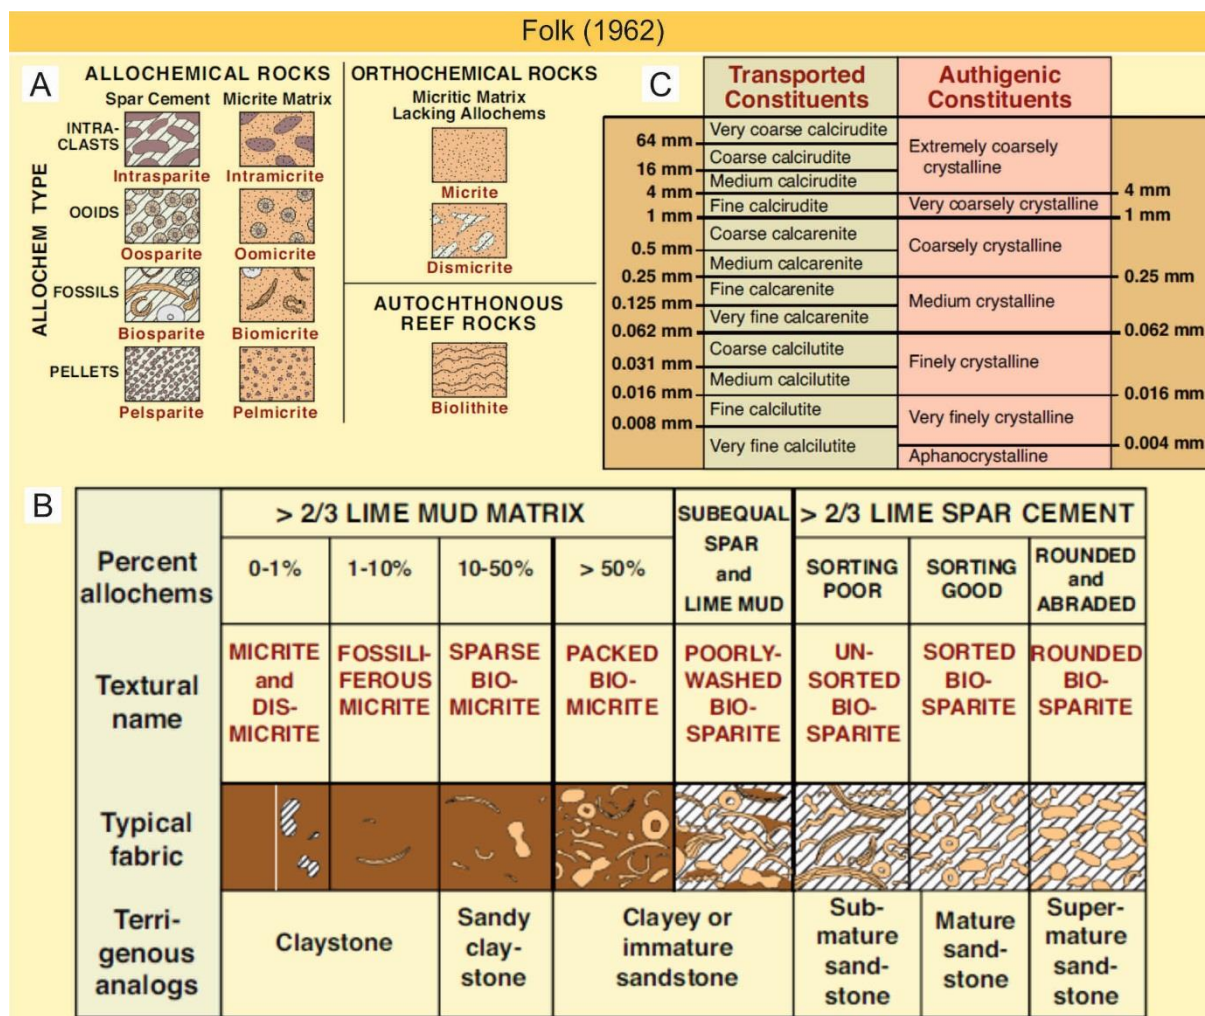 Folk (1962)
A
ALLOCHEMICAL ROCKS
Spar Cement Micrite Matrix
ALLOCHEM TYPE
INTRA-
CLASTS
Intrasparite Intramicrite
OOIDS
Oosparite Oomicrite
FOSSILS
Biosparite Biomicrite
PELLETS
Pelsparite Pelmicrite
ORTHOCHEMICAL ROCKS
Micritic Matrix
Lacking Allochems
Micrite
Dismicrite
AUTOCHTHONOUS
REEF ROCKS
Biolithite
C
Transported
Constituents
Authigenic
Constituents
Very coarse calcirudite
64 mm
Coarse calcirudite
16 mm
Medium calcirudite
4 mm
Fine calcirudite
1 mm
Coarse calcarenite
0.5 mm
Medium calcarenite
0.25 mm
Fine calcarenite
0.125 mm
Very fine calcarenite
0.062 mm
Coarse calcilutite
0.031 mm
Medium calcilutite
0.016 mm
Fine calcilutite
0.008 mm
Very fine calcilutite
Extremely coarsely
crystalline
4 mm
Very coarsely crystalline
1 mm
Coarsely crystalline
0.25 mm
Medium crystalline
0.062 mm
Finely crystalline
0.016 mm
Very finely crystalline
0.004 mm
Aphanocrystalline
B
> 2/3 LIME MUD MATRIX
SUBEQUAL
SPAR
and
LIME MUD
> 2/3 LIME SPAR CEMENT
Percent
allochems
0-1% 1-10% 10-50% > 50%
SORTING
POOR
SORTING
GOOD
ROUNDED
and
ABRADED
Textural
name
MICRITE
and
DIS-
MICRITE
FOSSILI-
FEROUS
MICRITE
SPARSE
BIO-
MICRITE
PACKED
BIO-
MICRITE
POORLY-
WASHED
BIO-
SPARITE
UN-
SORTED
BIO-
SPARITE
SORTED
BIO-
SPARITE
ROUNDED
BIO-
SPARITE
Typical
fabric
Terri-
genous
analogs
Claystone
Sandy
clay-
stone
Clayey or
immature
sandstone
Sub-
mature
sand-
stone
Mature
sand-
stone
Super-
mature
sand-
stone